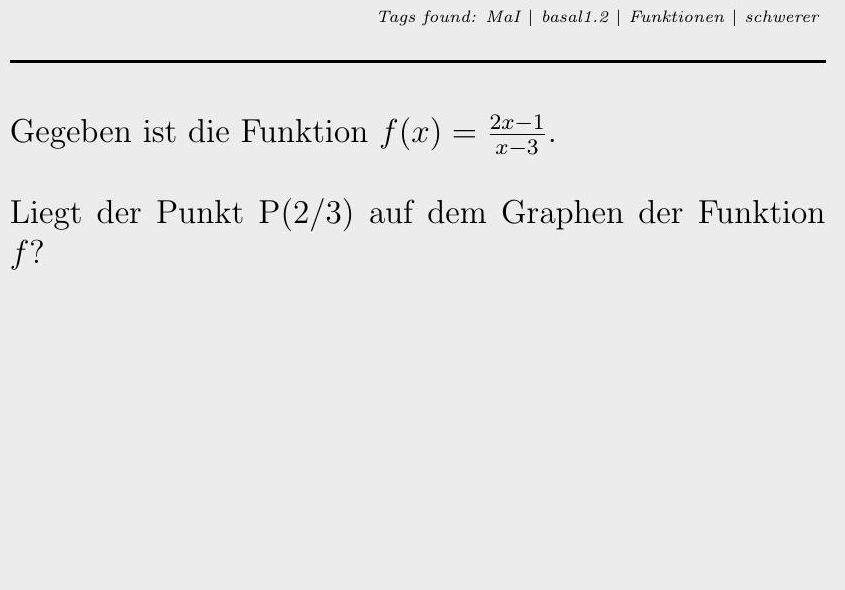 Tags found: MaI | basal1.2 | Funktionen | schwerer
Gegeben ist die Funktion $f(x) = \frac{2x-1}{x-3}$.
Liegt der Punkt P(2/3) auf dem Graphen der Funktion
$f$?